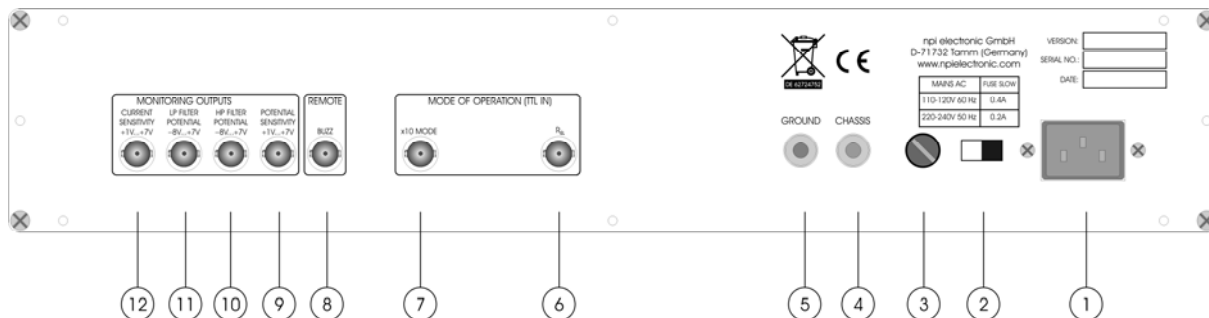 npi electronic GmbH
D-71732 Tamm (Germany)
www.npielectronic.com
VERSION:
SERIAL NO.:
DATE:
DE 62724752
CE
MAINS AC FUSE SLOW
110-120V 60 Hz 0.4A
220-240V 50 Hz 0.2A
MONITORING OUTPUTS
CURRENT SENSITIVITY +1V...+7V
LP FILTER POTENTIAL −8V...+7V
HP FILTER POTENTIAL −8V...+7V
POTENTIAL SENSITIVITY +1V...+7V
REMOTE
BUZZ
MODE OF OPERATION (TTL IN)
x10 MODE
GROUND
CHASSIS
12 11 10 9 8 7 6 5 4 3 2 1